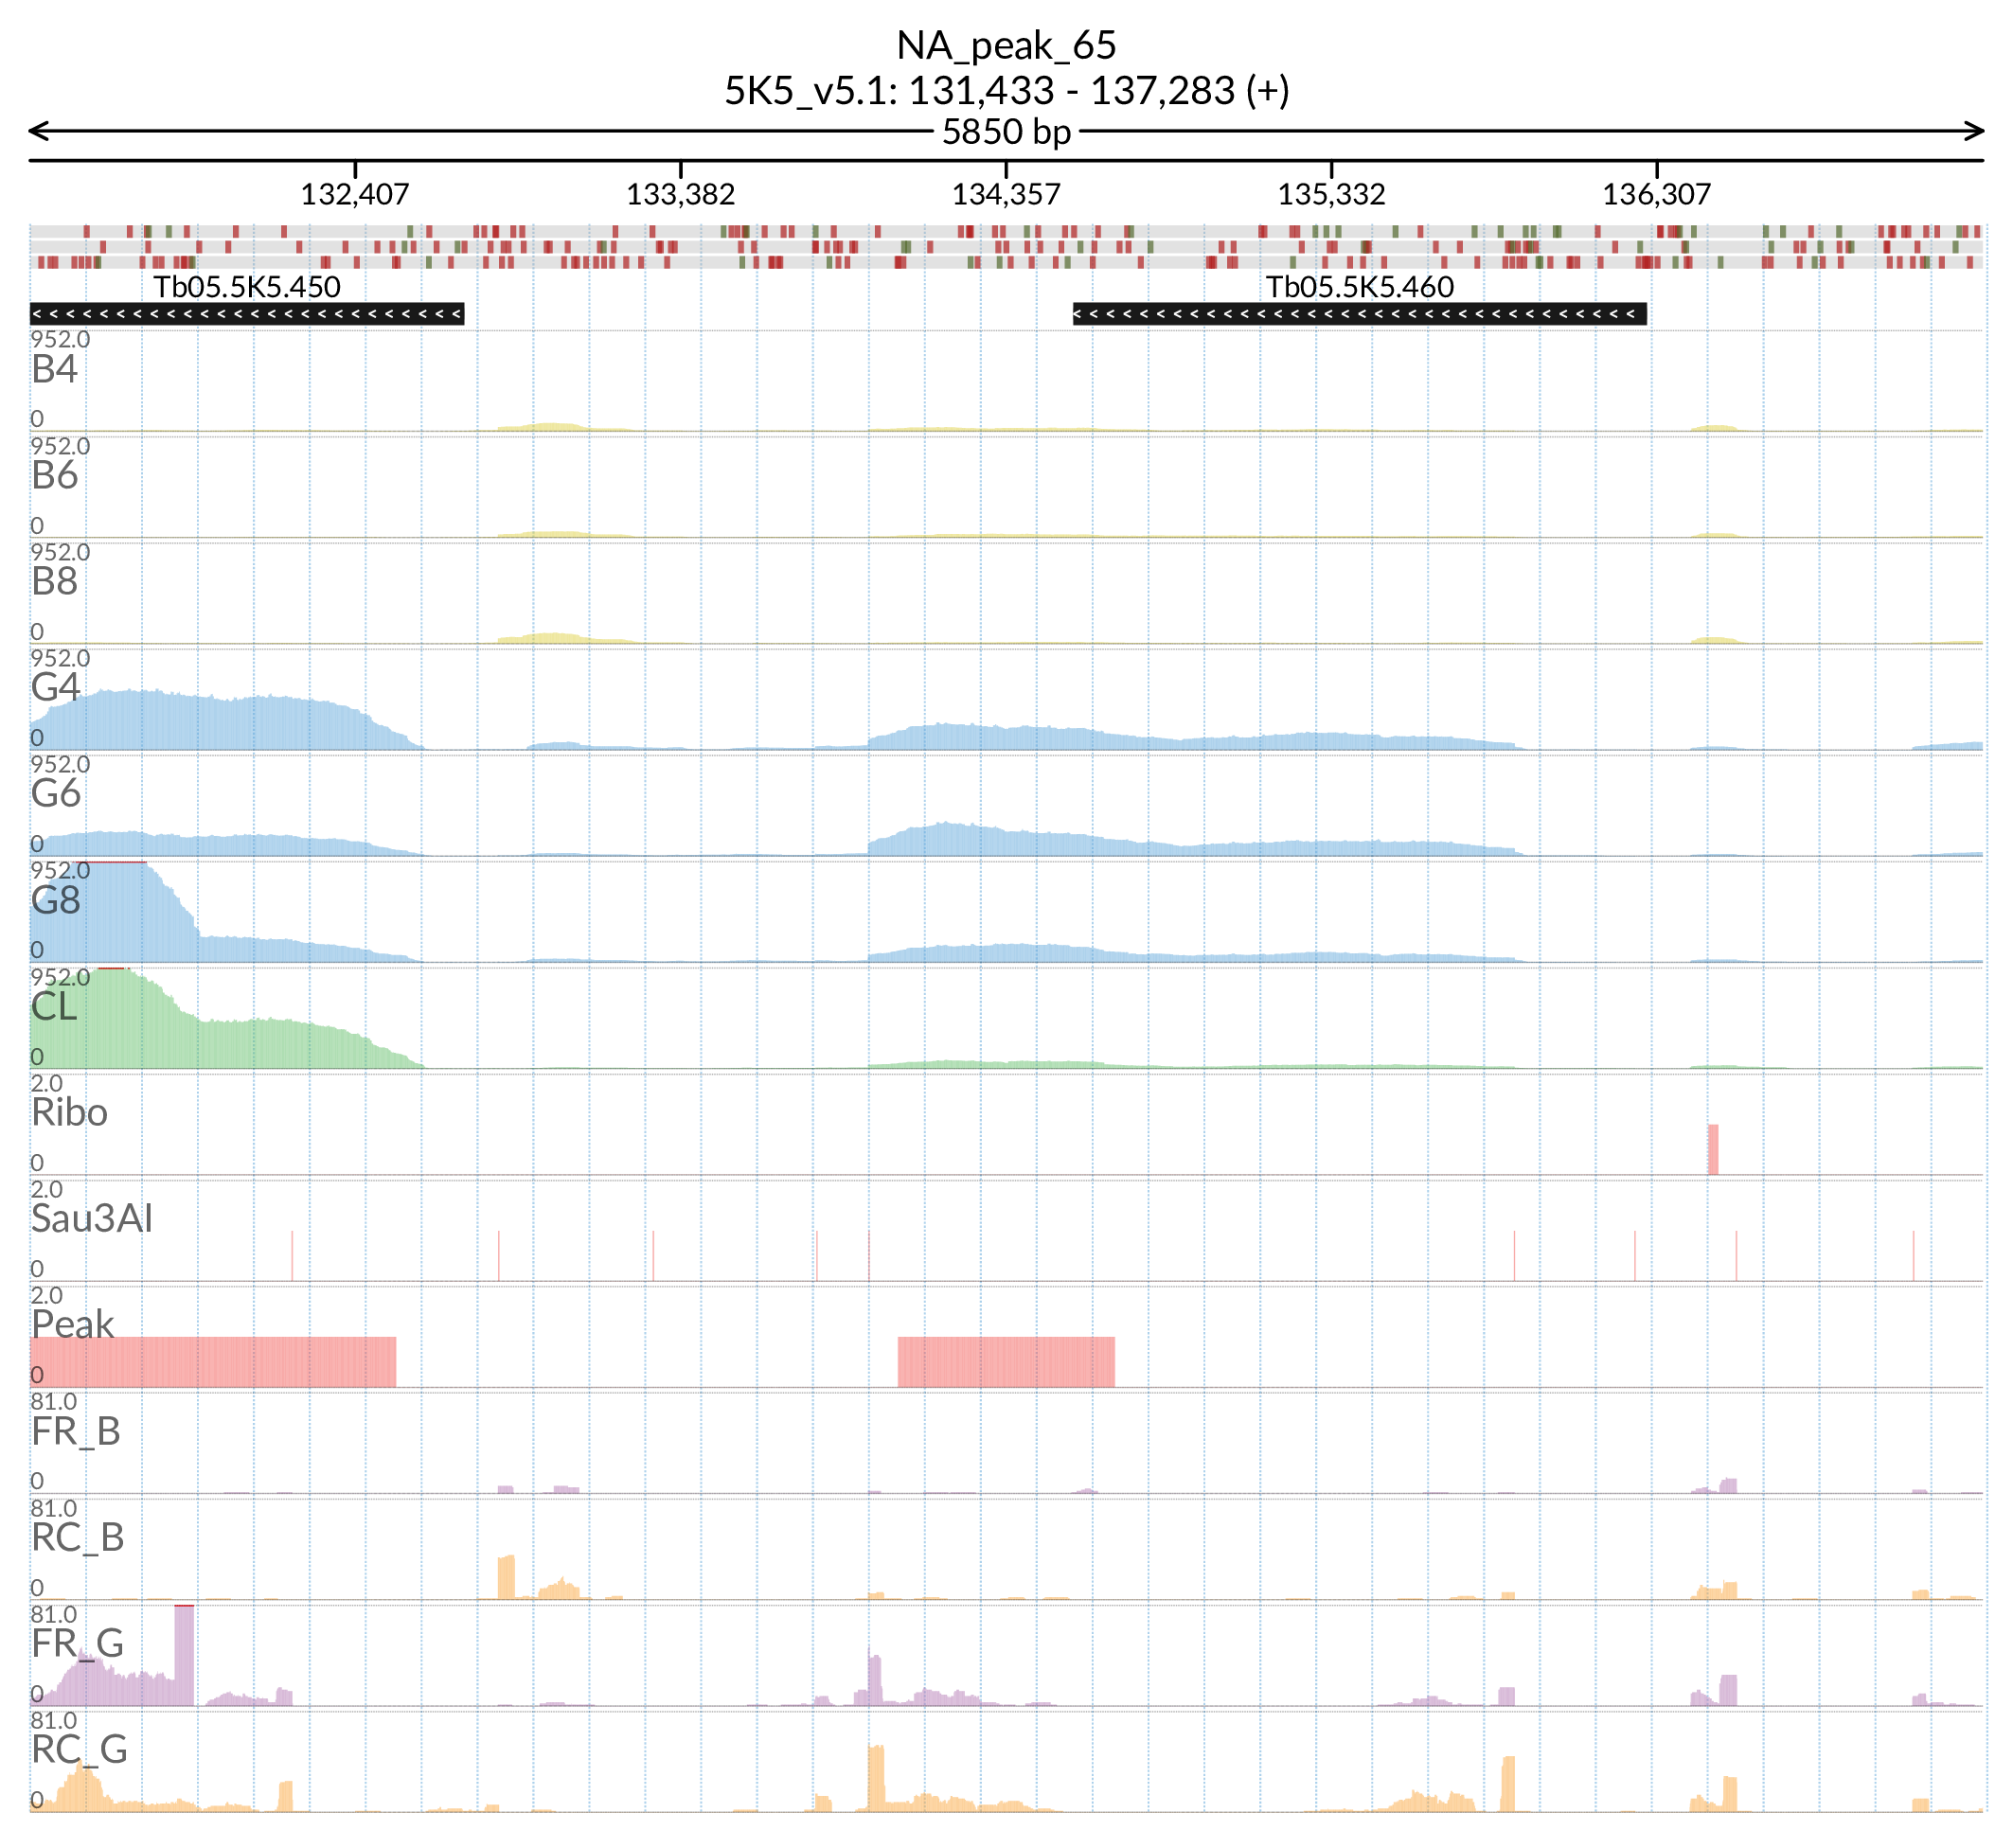 NA_peak_65
5K5_v5.1: 131,433 - 137,283 (+)
5850 bp
132,407 133,382 134,357 135,332 136,307
Tb05.5K5.450 Tb05.5K5.460
952.0
B4
0
952.0
B6
0
952.0
B8
0
952.0
G4
0
952.0
G6
0
952.0
G8
0
952.0
CL
0
2.0
Ribo
0
2.0
Sau3AI
0
2.0
Peak
0
81.0
FR_B
0
81.0
RC_B
0
81.0
FR_G
0
81.0
RC_G
0